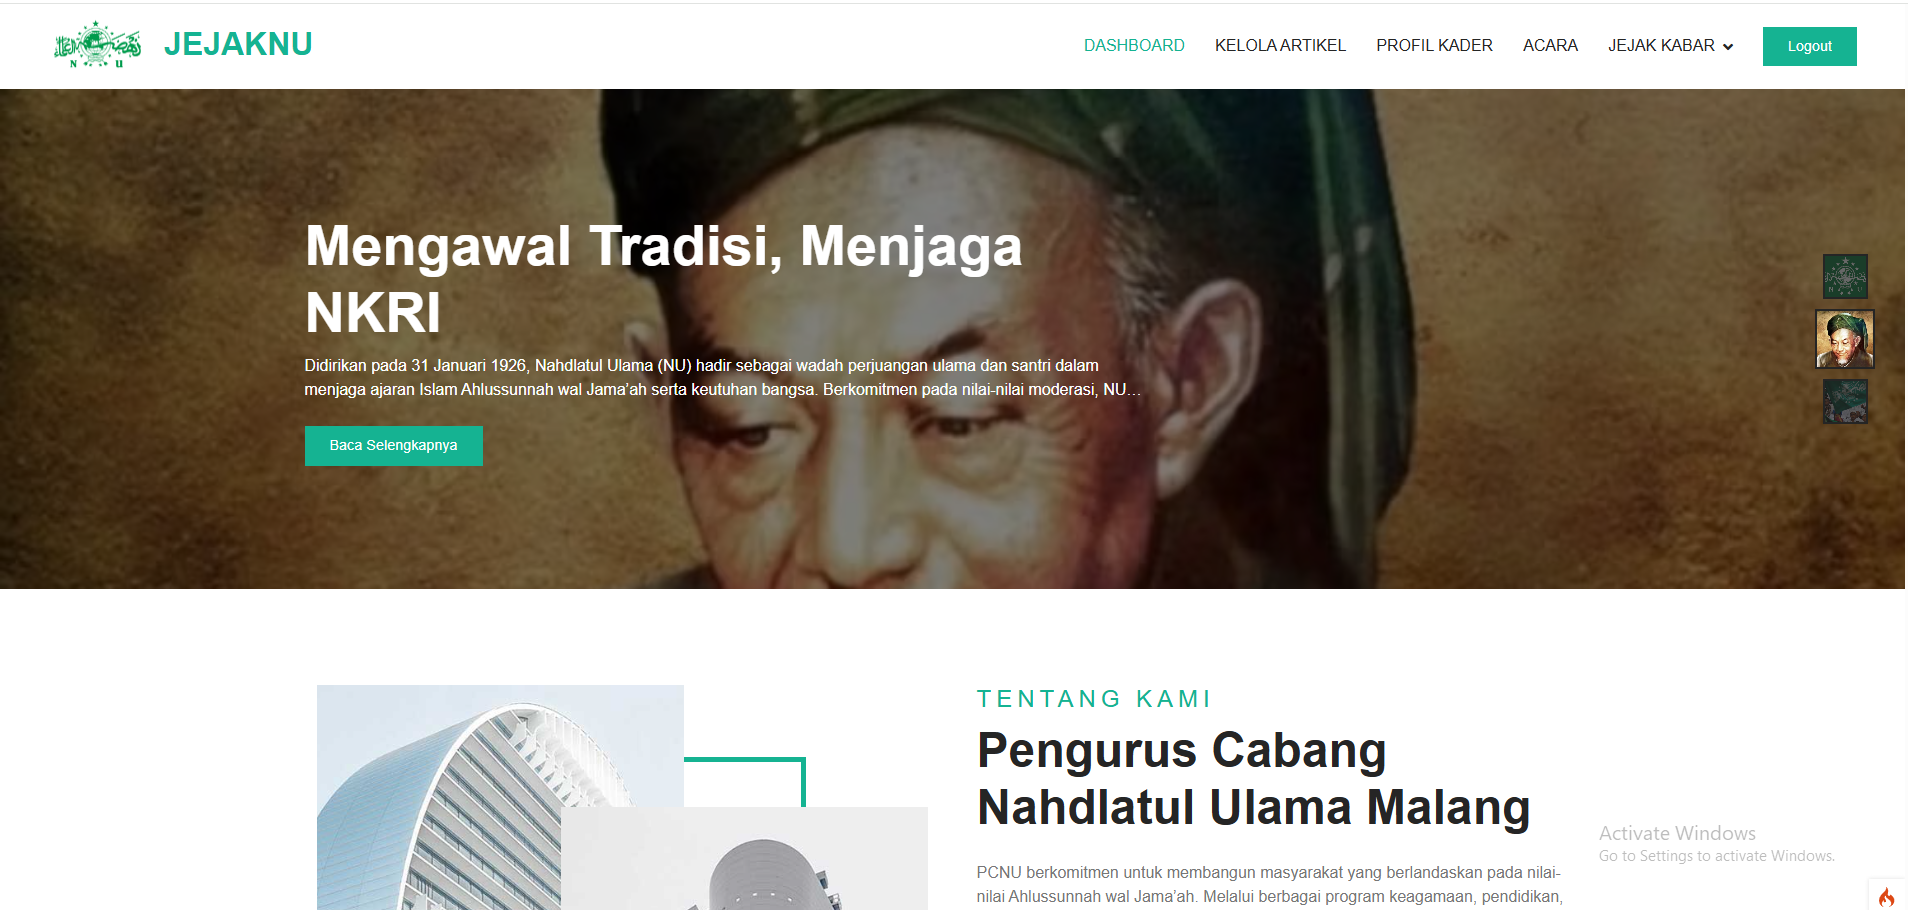 N U
JEJAKNU
DASHBOARD
KELOLA ARTIKEL
PROFIL KADER
ACARA
JEJAK KABAR
Logout
Mengawal Tradisi, Menjaga
NKRI
Didirikan pada 31 Januari 1926, Nahdlatul Ulama (NU) hadir sebagai wadah perjuangan ulama dan santri dalam
menjaga ajaran Islam Ahlussunnah wal Jama’ah serta keutuhan bangsa. Berkomitmen pada nilai-nilai moderasi, NU…
Baca Selengkapnya
N U
TENTANG KAMI
Pengurus Cabang
Nahdlatul Ulama Malang
PCNU berkomitmen untuk membangun masyarakat yang berlandaskan pada nilai-
nilai Ahlussunnah wal Jama’ah. Melalui berbagai program keagamaan, pendidikan,
Activate Windows
Go to Settings to activate Windows.